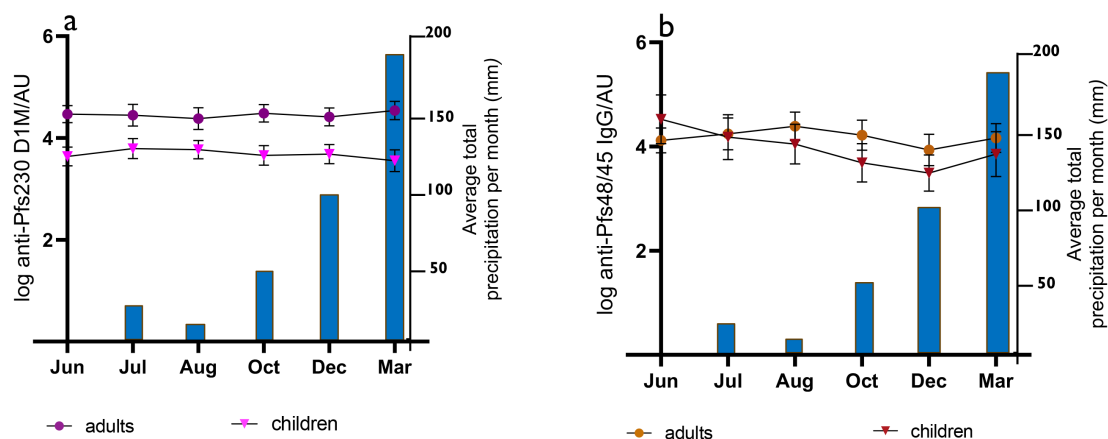 a
6
4
2
log anti-Pfs230 D1M/AU
200
150
100
50
Average total
precipitation per month (mm)
Jun Jul Aug Oct Dec Mar
adults children
b
6
4
2
log anti-Pfs48/45 IgG/AU
200
150
100
50
Average total
precipitation per month (mm)
Jun Jul Aug Oct Dec Mar
adults children